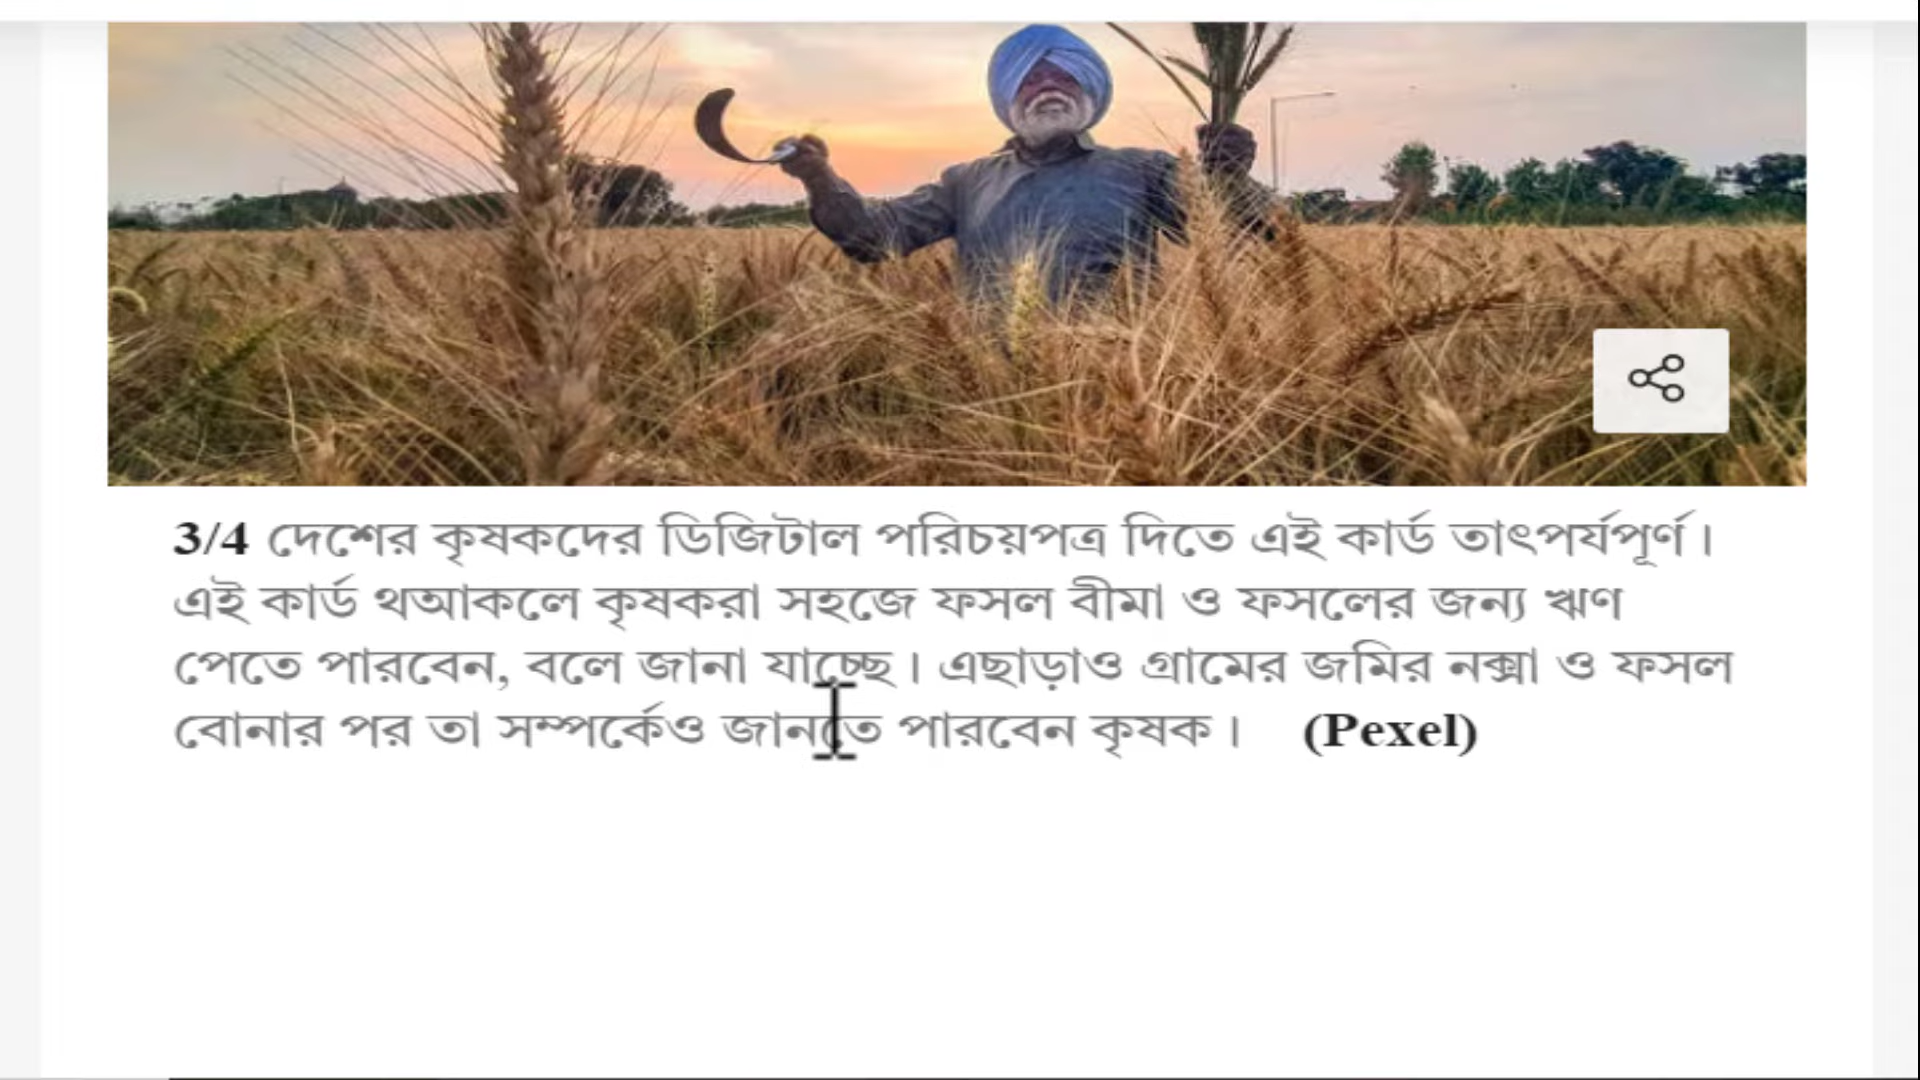 3/4 দেশের কৃষকদের ডিজিটাল পরিচয়পত্র দিতে এই কার্ড তাৎপর্যপূর্ণ।
এই কার্ড থআকলে কৃষকরা সহজে ফসল বীমা ও ফসলের জন্য ঋণ
পেতে পারবেন, বলে জানা যাচ্ছে। এছাড়াও গ্রামের জমির নক্সা ও ফসল
বোনার পর তা সম্পর্কেও জানতে পারবেন কৃষক। (Pexel)